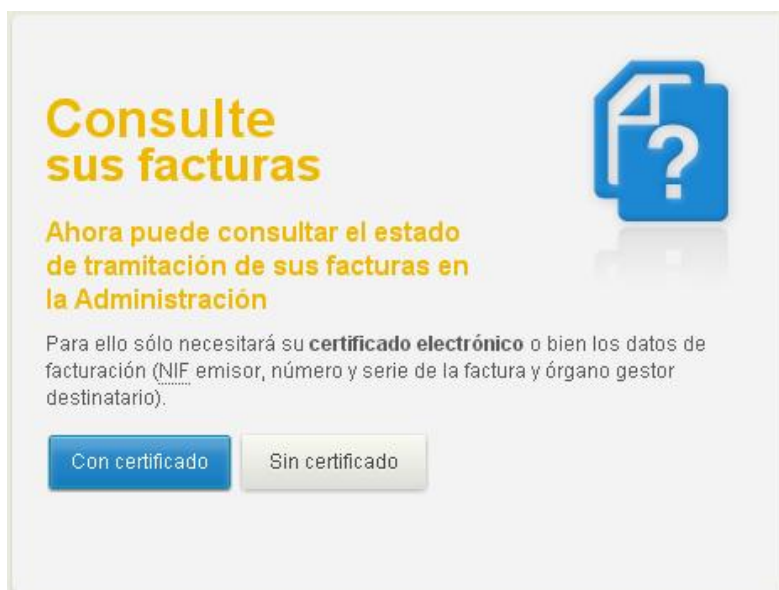 Consulte
sus facturas
?
Ahora puede consultar el estado
de tramitación de sus facturas en
la Administración
Para ello sólo necesitará su certificado electrónico o bien los datos de
facturación (NIF emisor, número y serie de la factura y órgano gestor
destinatario).
Con certificado
Sin certificado